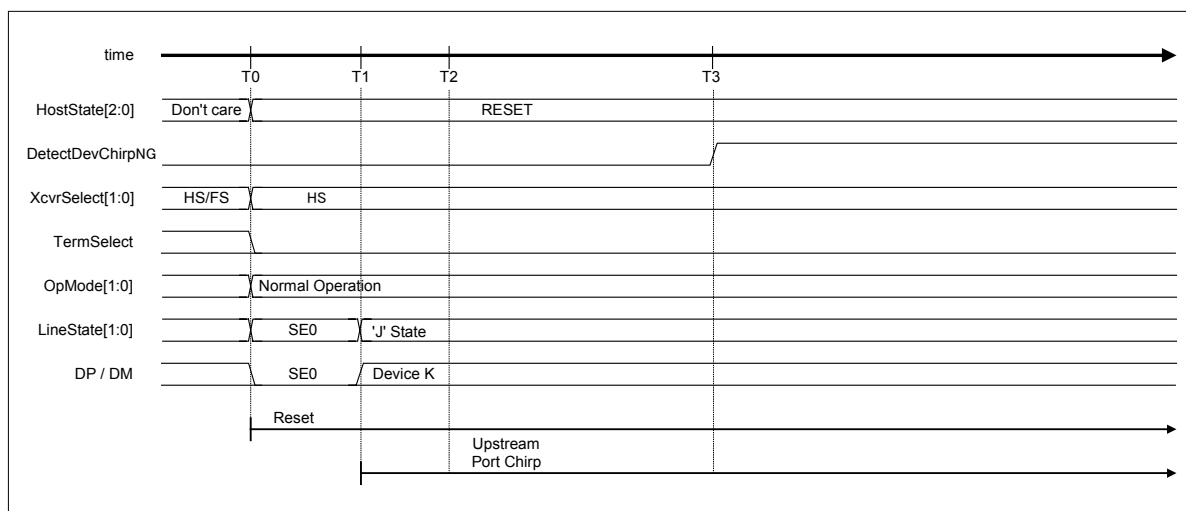 time
T0 T1 T2 T3
HostState[2:0] Don't care RESET
DetectDevChirpNG
XcvrSelect[1:0] HS/FS HS
TermSelect
OpMode[1:0] Normal Operation
LineState[1:0] SE0 'J' State
DP / DM SE0 Device K
Reset
Upstream
Port Chirp